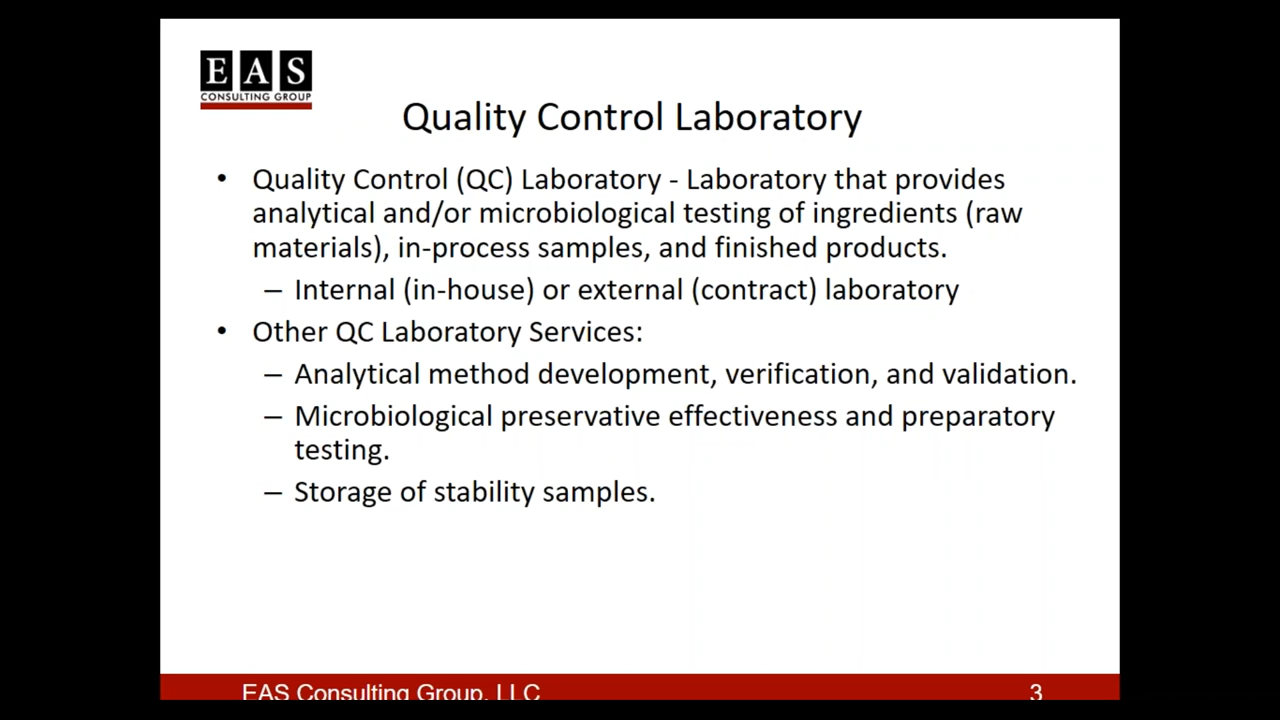 EAS
CONSULTING GROUP
Quality Control Laboratory
• Quality Control (QC) Laboratory - Laboratory that provides
analytical and/or microbiological testing of ingredients (raw
materials), in-process samples, and finished products.
– Internal (in-house) or external (contract) laboratory
• Other QC Laboratory Services:
– Analytical method development, verification, and validation.
– Microbiological preservative effectiveness and preparatory
testing.
– Storage of stability samples.
EAS Consulting Group, LLC
3